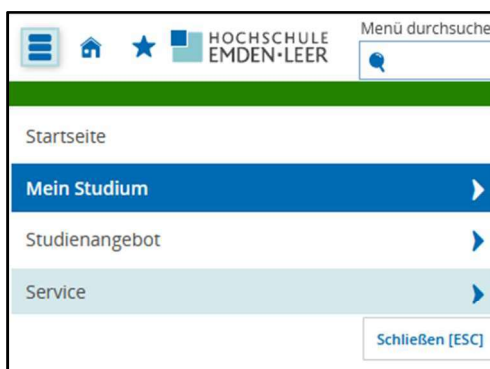 HOCHSCHULE
EMDEN·LEER
Menü durchsuche
Startseite
Mein Studium
Studienangebot
Service
Schließen [ESC]